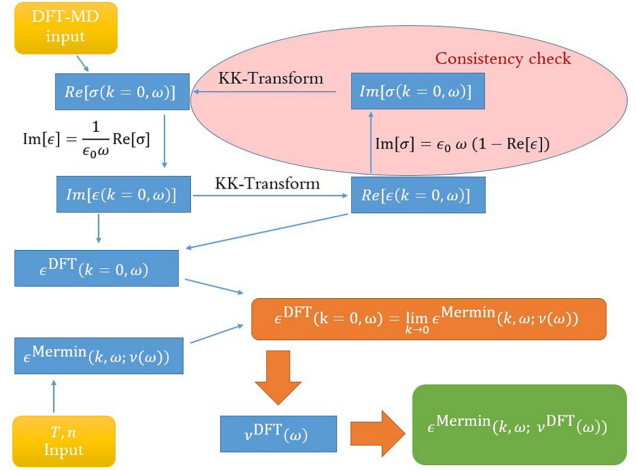 DFT-MD
input
Consistency check
KK-Transform
Re[σ(k = 0, ω)]
Im[σ(k = 0, ω)]
Im[ϵ] = 1/(ϵ₀ω) Re[σ]
Im[σ] = ϵ₀ ω (1 − Re[ϵ])
KK-Transform
Im[ϵ(k = 0, ω)]
Re[ϵ(k = 0, ω)]
ϵ^DFT(k = 0, ω)
ϵ^DFT(k = 0, ω) = lim_{k→0} ϵ^Mermin(k, ω; ν(ω))
ϵ^Mermin(k, ω; ν(ω))
T, n
Input
ν^DFT(ω)
ϵ^Mermin(k, ω; ν^DFT(ω))